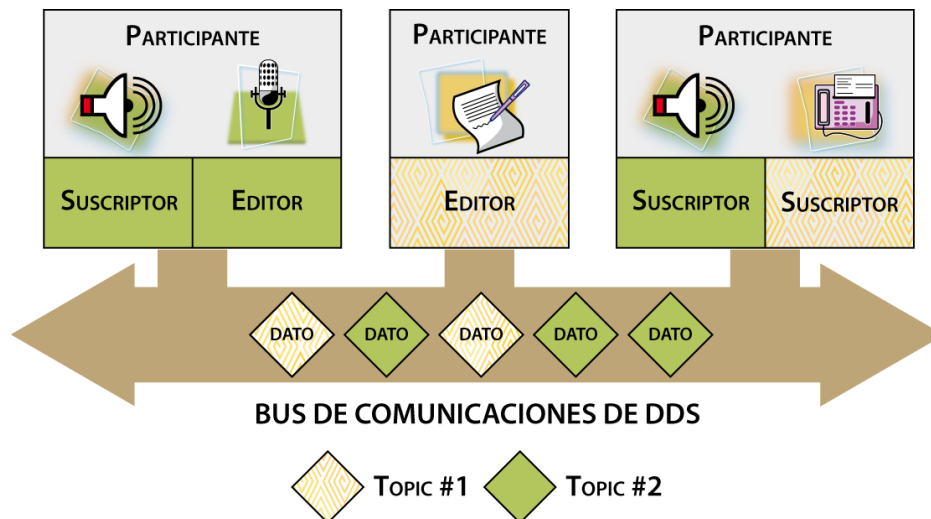 PARTICIPANTE
SUSCRIPTOR
EDITOR
PARTICIPANTE
EDITOR
PARTICIPANTE
SUSCRIPTOR
SUSCRIPTOR
DATO
DATO
DATO
DATO
DATO
BUS DE COMUNICACIONES DE DDS
TOPIC #1
TOPIC #2